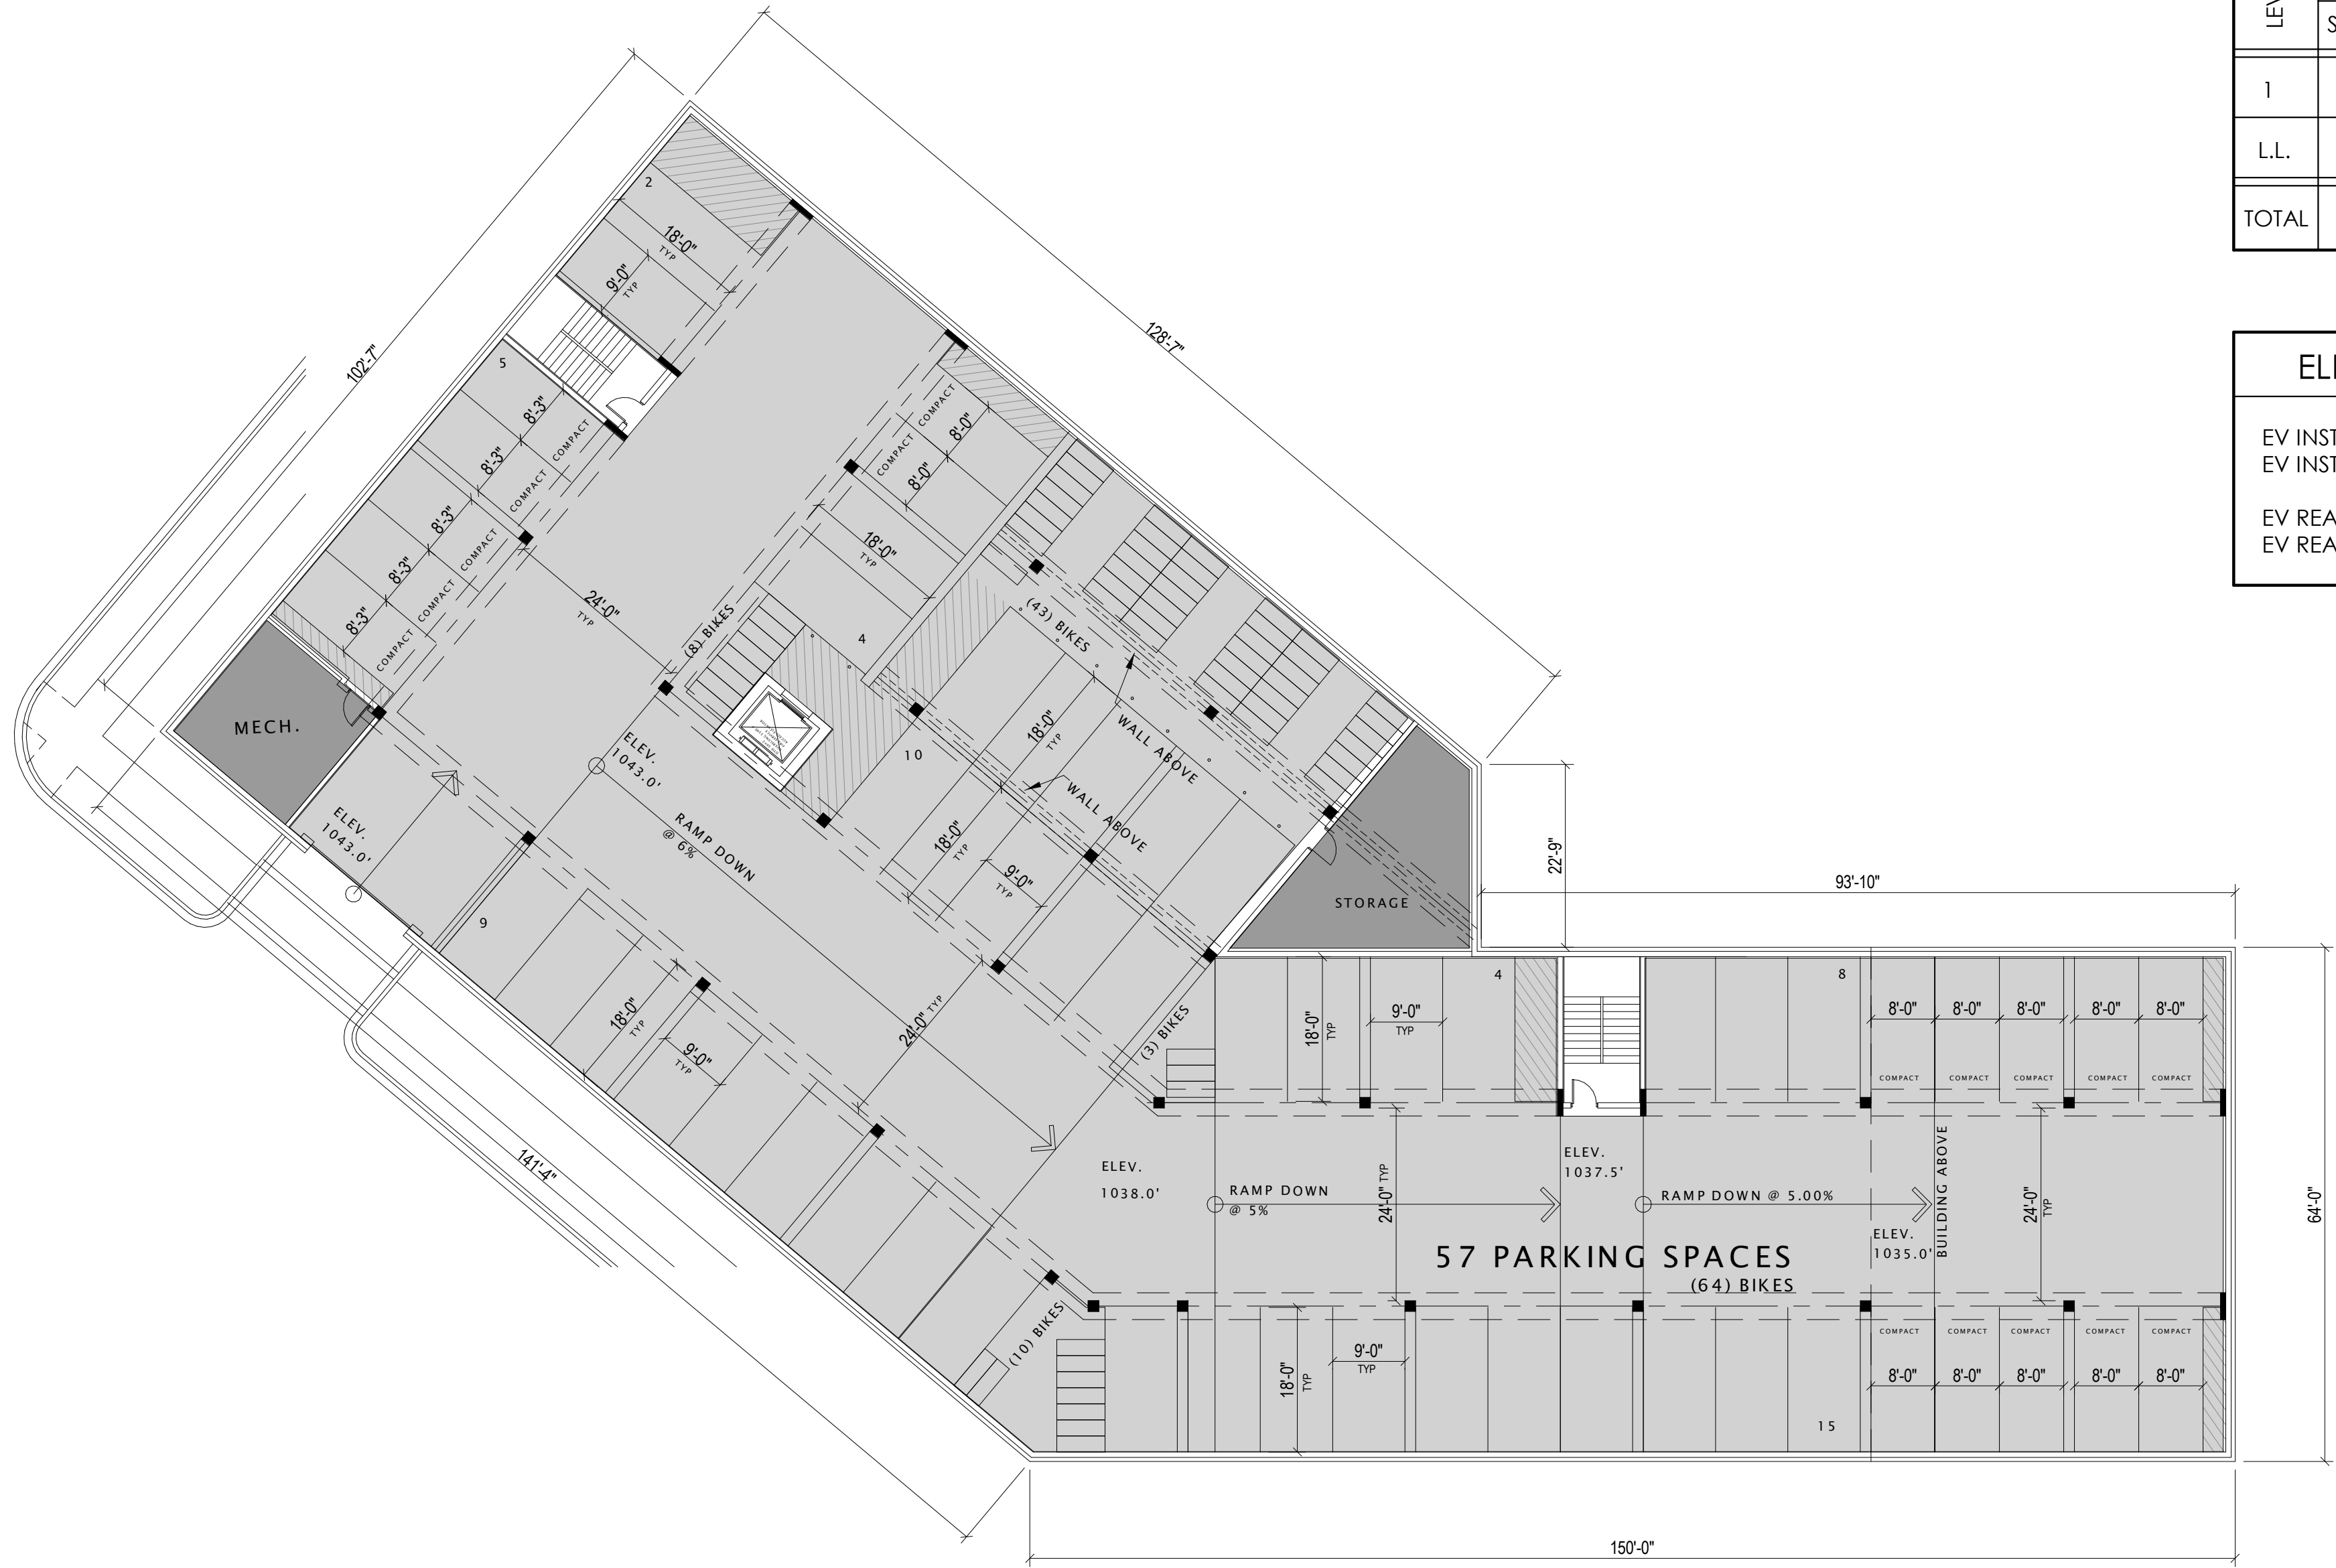 LEV
S
1
L.L.
TOTAL
ELE
EV INST
EV INST
EV REA
EV REA
102'-7"
128'-7"
2
18'-0"
TYP
9'-0"
TYP
5
8'-3"
8'-3"
8'-3"
8'-3"
8'-3"
COMPACT
COMPACT
COMPACT
COMPACT
COMPACT
COMPACT
COMPACT
8'-0"
8'-0"
18'-0"
TYP
24'-0"
TYP
(8) BIKES
4
(43) BIKES
MECH.
ELEV.
1043.0'
ELEV.
1043.0'
10
18'-0"
TYP
WALL ABOVE
WALL ABOVE
RAMP DOWN
@ 6%
18'-0"
TYP
9'-0"
TYP
STORAGE
22'-9"
93'-10"
9
18'-0"
TYP
9'-0"
TYP
24'-0" TYP
(3) BIKES
18'-0"
TYP
9'-0"
TYP
4
8
8'-0"
8'-0"
8'-0"
8'-0"
8'-0"
COMPACT
COMPACT
COMPACT
COMPACT
COMPACT
141'-4"
ELEV.
1038.0'
RAMP DOWN
@ 5%
24'-0" TYP
ELEV.
1037.5'
RAMP DOWN @ 5.00%
BUILDING ABOVE
ELEV.
1035.0'
24'-0"
TYP
64'-0"
57 PARKING SPACES
(64) BIKES
(10) BIKES
18'-0"
TYP
9'-0"
TYP
COMPACT
COMPACT
COMPACT
COMPACT
COMPACT
8'-0"
8'-0"
8'-0"
8'-0"
8'-0"
15
150'-0"